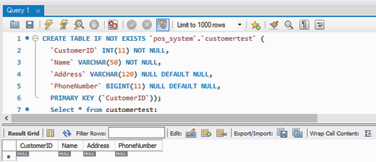 Query 1
Limit to 1000 rows
1 CREATE TABLE IF NOT EXISTS `pos_system`.`customertest` (
2 `CustomerID` INT(11) NOT NULL,
3 `Name` VARCHAR(50) NOT NULL,
4 `Address` VARCHAR(120) NULL DEFAULT NULL,
5 `PhoneNumber` BIGINT(11) NULL DEFAULT NULL,
6 PRIMARY KEY (`CustomerID`));
7 Select * from customertest;
Result Grid Filter Rows: Edit: Export/Import: Wrap Cell Content:
CustomerID Name Address PhoneNumber
NULL NULL NULL NULL